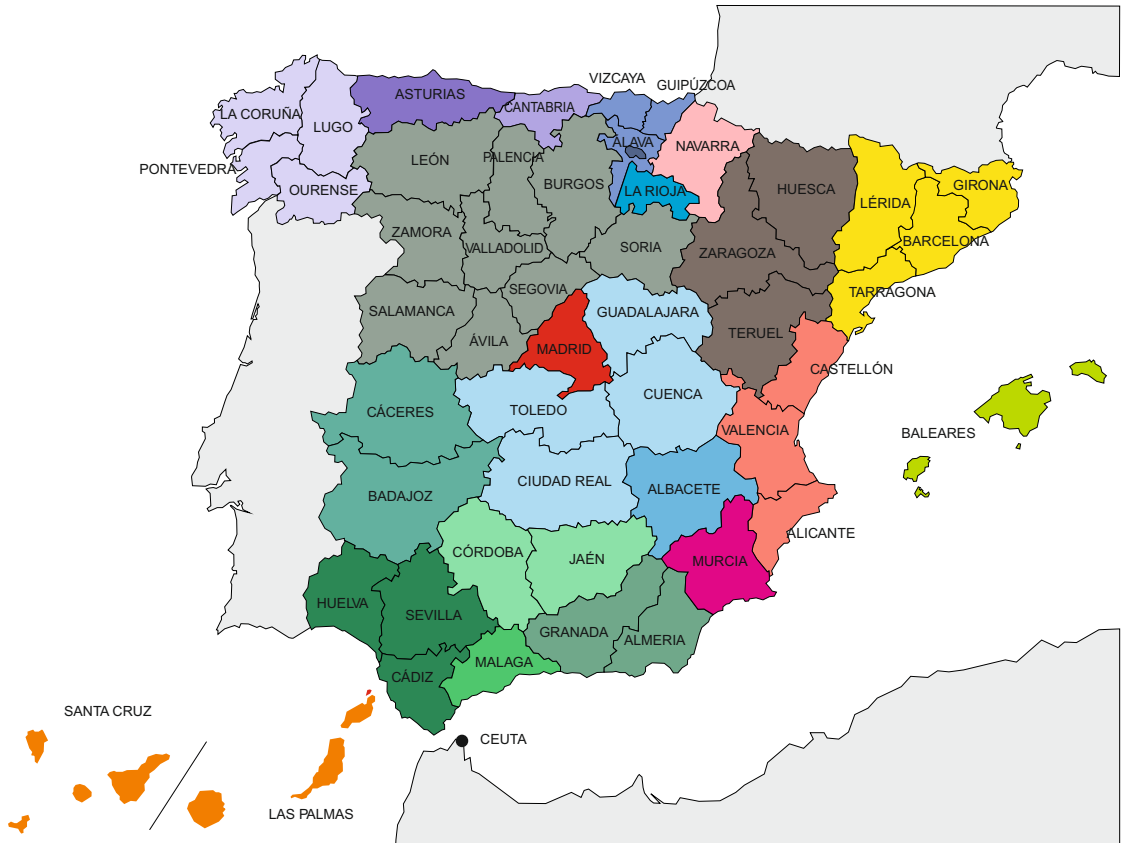 VIZCAYA
GUIPÚZCOA
ASTURIAS
CANTABRIA
LA CORUÑA
LUGO
ÁLAVA
NAVARRA
PONTEVEDRA
LEÓN
PALENCIA
BURGOS
OURENSE
LA RIOJA
HUESCA
LÉRIDA
GIRONA
ZAMORA
VALLADOLID
SORIA
ZARAGOZA
BARCELONA
SEGOVIA
TARRAGONA
SALAMANCA
GUADALAJARA
ÁVILA
MADRID
TERUEL
CASTELLÓN
CÁCERES
TOLEDO
CUENCA
VALENCIA
BALEARES
BADAJOZ
CIUDAD REAL
ALBACETE
ALICANTE
CÓRDOBA
JAÉN
MURCIA
HUELVA
SEVILLA
GRANADA
ALMERIA
MALAGA
CÁDIZ
SANTA CRUZ
CEUTA
LAS PALMAS